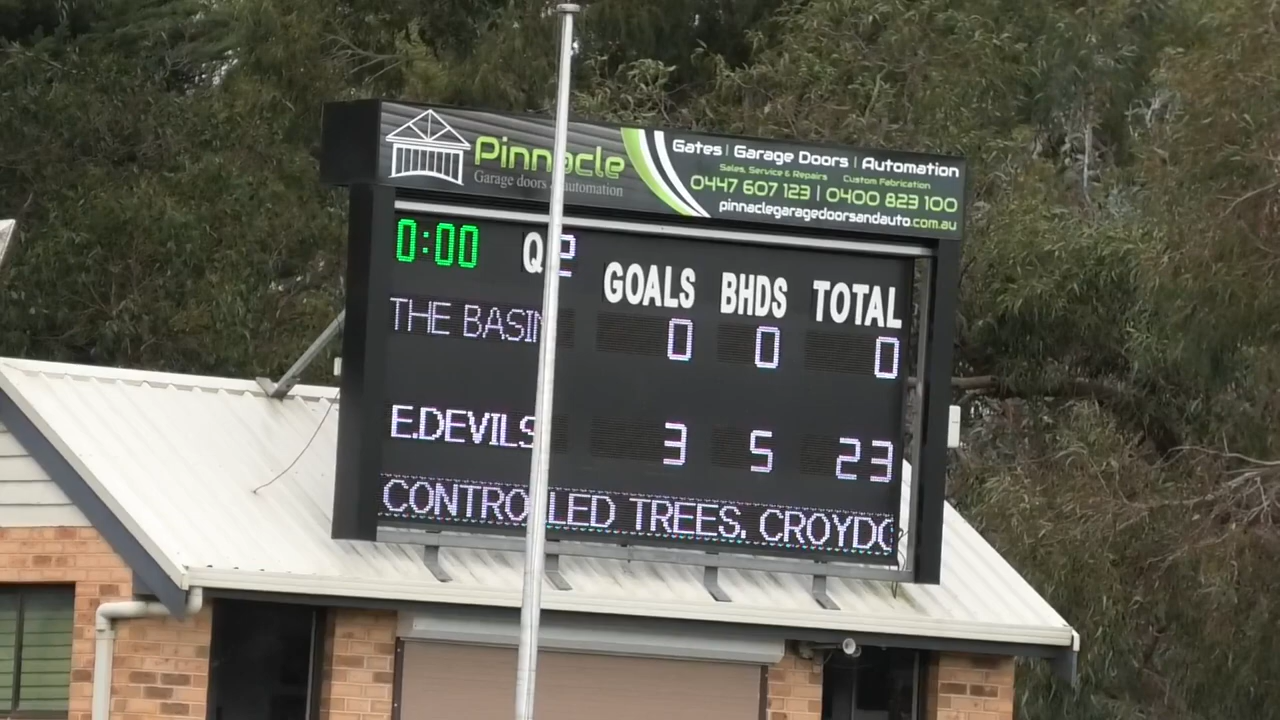 Pinnacle
Garage doors automation
Gates | Garage Doors | Automation
Sales, Service & Repairs Custom Fabrication
0447 607 123 | 0400 823 100
pinnaclegaragedoorsandauto.com.au
0:00 Q2
GOALS BHDS TOTAL
THE BASIN 0 0 0
E.DEVILS 3 5 23
CONTROLLED TREES. CROYDO